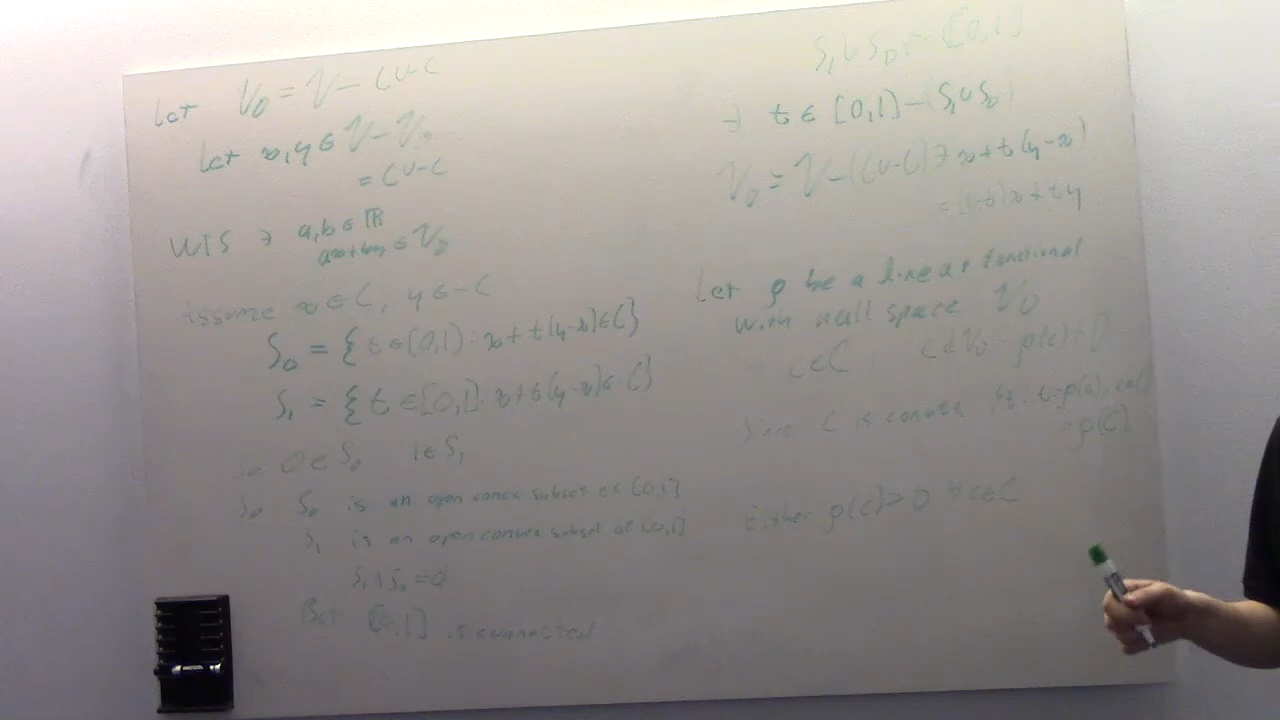 Let V₀ = V - C ∪ -C
Let x, y ∈ V - V₀
= C ∪ -C
WTS ∃ a, b ∈ ℝ
ax + by ∈ V₀
Assume x ∈ C, y ∈ -C
S₀ = {t ∈ [0,1] : x + t(y-x) ∈ C}
S₁ = {t ∈ [0,1] : x + t(y-x) ∈ C}
So 0 ∈ S₀ 1 ∈ S₁
So S₀ is an open convex subset of [0,1]
S₁ is an open convex subset of [0,1]
S₁ ∩ S₀ = ∅
But [0,1] is connected
S₁ ∪ S₀ [0,1]
∃ t ∈ [0,1] - (S₁ ∪ S₀)
V₀ = V - (C ∪ -C) ∋ x + t(y-x)
= (1-t)x + ty
Let ρ be a linear functional
with null space V₀
c ∈ C c ∉ V₀ ρ(c) ≠ 0
Since C is convex
ρ(C)
Either ρ(c) > 0 ∀ c ∈ C